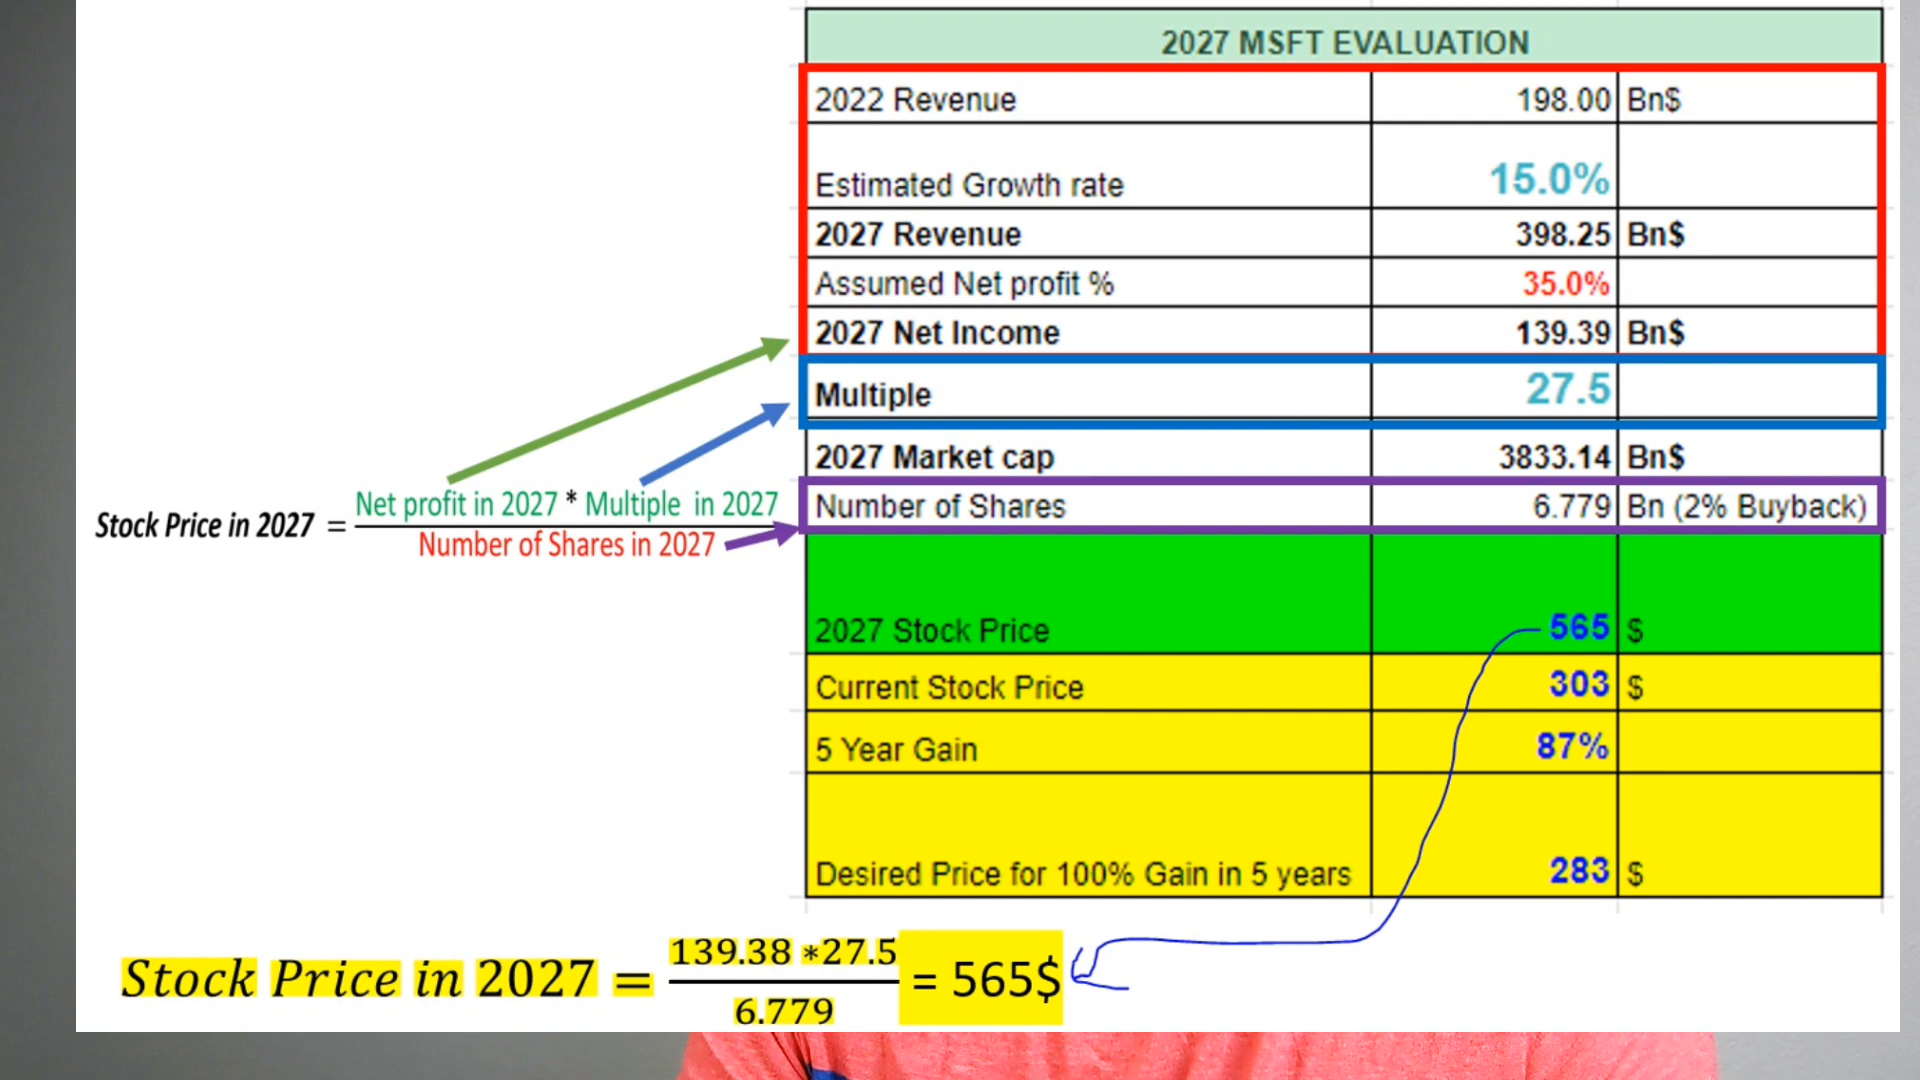 2027 MSFT EVALUATION
2022 Revenue 198.00 Bn$
Estimated Growth rate 15.0%
2027 Revenue 398.25 Bn$
Assumed Net profit % 35.0%
2027 Net Income 139.39 Bn$
Multiple 27.5
2027 Market cap 3833.14 Bn$
Number of Shares 6.779 Bn (2% Buyback)
2027 Stock Price 565 $
Current Stock Price 303 $
5 Year Gain 87%
Desired Price for 100% Gain in 5 years 283 $
Net profit in 2027 * Multiple in 2027
Stock Price in 2027 =
Number of Shares in 2027
139.38 *27.5
Stock Price in 2027 = = 565$
6.779